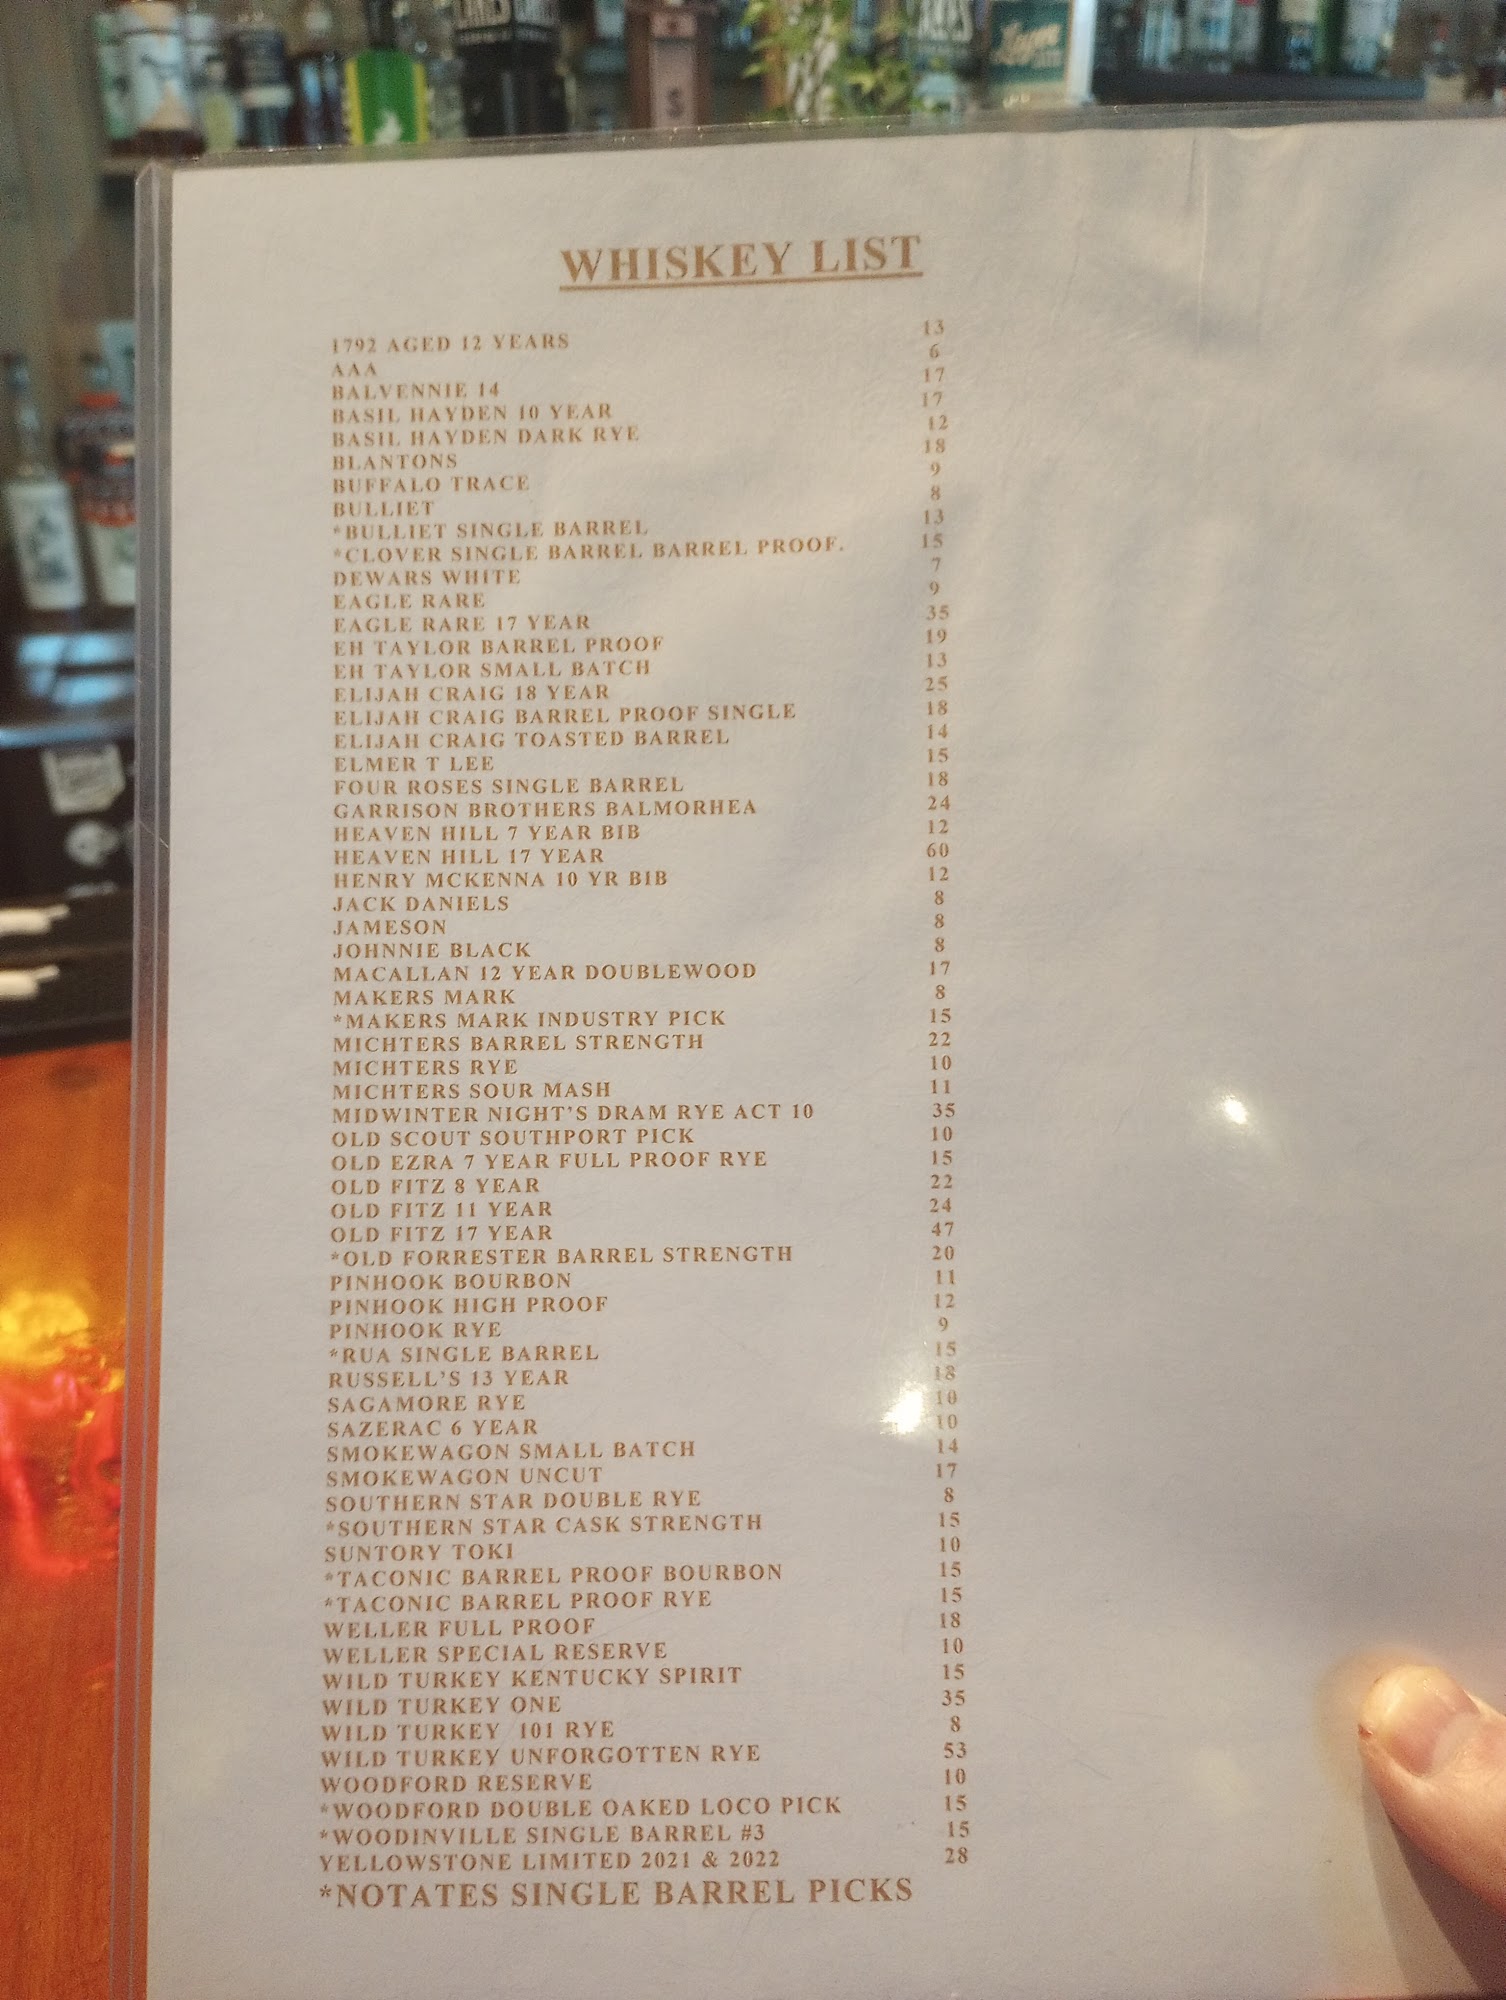 WHISKEY LIST
1792 AGED 12 YEARS 13
AAA 6
BALVENNIE 14 17
BASIL HAYDEN 10 YEAR 17
BASIL HAYDEN DARK RYE 12
BLANTONS 18
BUFFALO TRACE 9
BULLIET 8
*BULLIET SINGLE BARREL 13
*CLOVER SINGLE BARREL BARREL PROOF. 15
DEWARS WHITE 7
EAGLE RARE 9
EAGLE RARE 17 YEAR 35
EH TAYLOR BARREL PROOF 19
EH TAYLOR SMALL BATCH 13
ELIJAH CRAIG 18 YEAR 25
ELIJAH CRAIG BARREL PROOF SINGLE 18
ELIJAH CRAIG TOASTED BARREL 14
ELMER T LEE 15
FOUR ROSES SINGLE BARREL 18
GARRISON BROTHERS BALMORHEA 24
HEAVEN HILL 7 YEAR BIB 12
HEAVEN HILL 17 YEAR 60
HENRY MCKENNA 10 YR BIB 12
JACK DANIELS 8
JAMESON 8
JOHNNIE BLACK 8
MACALLAN 12 YEAR DOUBLEWOOD 17
MAKERS MARK 8
*MAKERS MARK INDUSTRY PICK 15
MICHTERS BARREL STRENGTH 22
MICHTERS RYE 10
MICHTERS SOUR MASH 11
MIDWINTER NIGHT'S DRAM RYE ACT 10 35
OLD SCOUT SOUTHPORT PICK 10
OLD EZRA 7 YEAR FULL PROOF RYE 15
OLD FITZ 8 YEAR 22
OLD FITZ 11 YEAR 24
OLD FITZ 17 YEAR 47
*OLD FORRESTER BARREL STRENGTH 20
PINHOOK BOURBON 11
PINHOOK HIGH PROOF 12
PINHOOK RYE 9
*RUA SINGLE BARREL 15
RUSSELL'S 13 YEAR 18
SAGAMORE RYE 10
SAZERAC 6 YEAR 10
SMOKEWAGON SMALL BATCH 14
SMOKEWAGON UNCUT 17
SOUTHERN STAR DOUBLE RYE 8
*SOUTHERN STAR CASK STRENGTH 15
SUNTORY TOKI 10
*TACONIC BARREL PROOF BOURBON 15
*TACONIC BARREL PROOF RYE 15
WELLER FULL PROOF 18
WELLER SPECIAL RESERVE 10
WILD TURKEY KENTUCKY SPIRIT 15
WILD TURKEY ONE 35
WILD TURKEY 101 RYE 8
WILD TURKEY UNFORGOTTEN RYE 53
WOODFORD RESERVE 10
*WOODFORD DOUBLE OAKED LOCO PICK 15
*WOODINVILLE SINGLE BARREL #3 15
YELLOWSTONE LIMITED 2021 & 2022 28
*NOTATES SINGLE BARREL PICKS